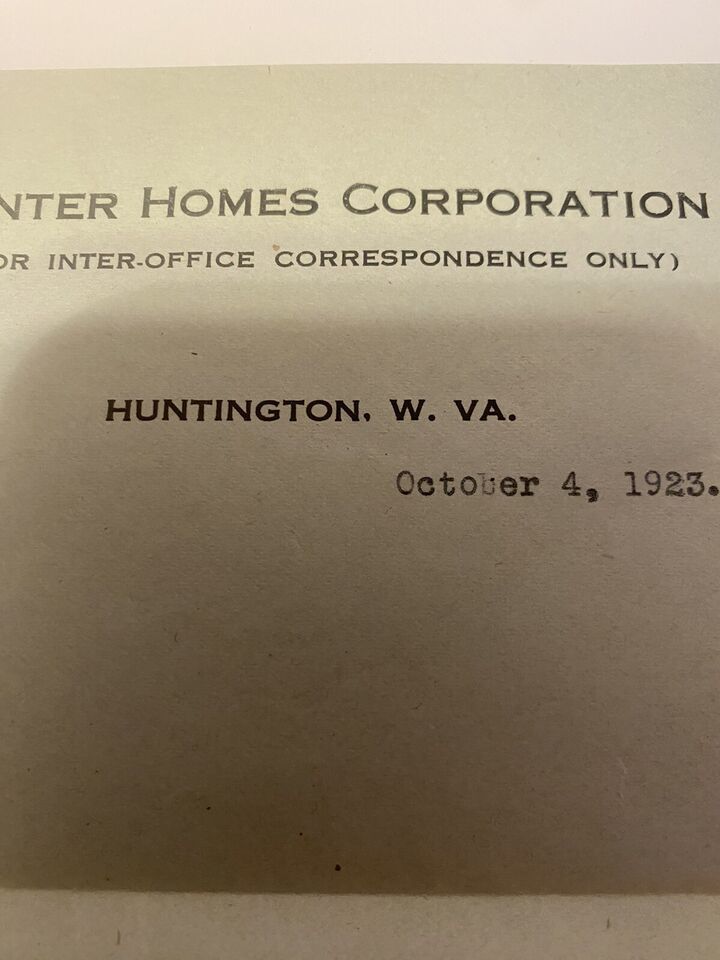 NTER HOMES CORPORATION
OR INTER-OFFICE CORRESPONDENCE ONLY)
HUNTINGTON, W. VA.
October 4, 1923.